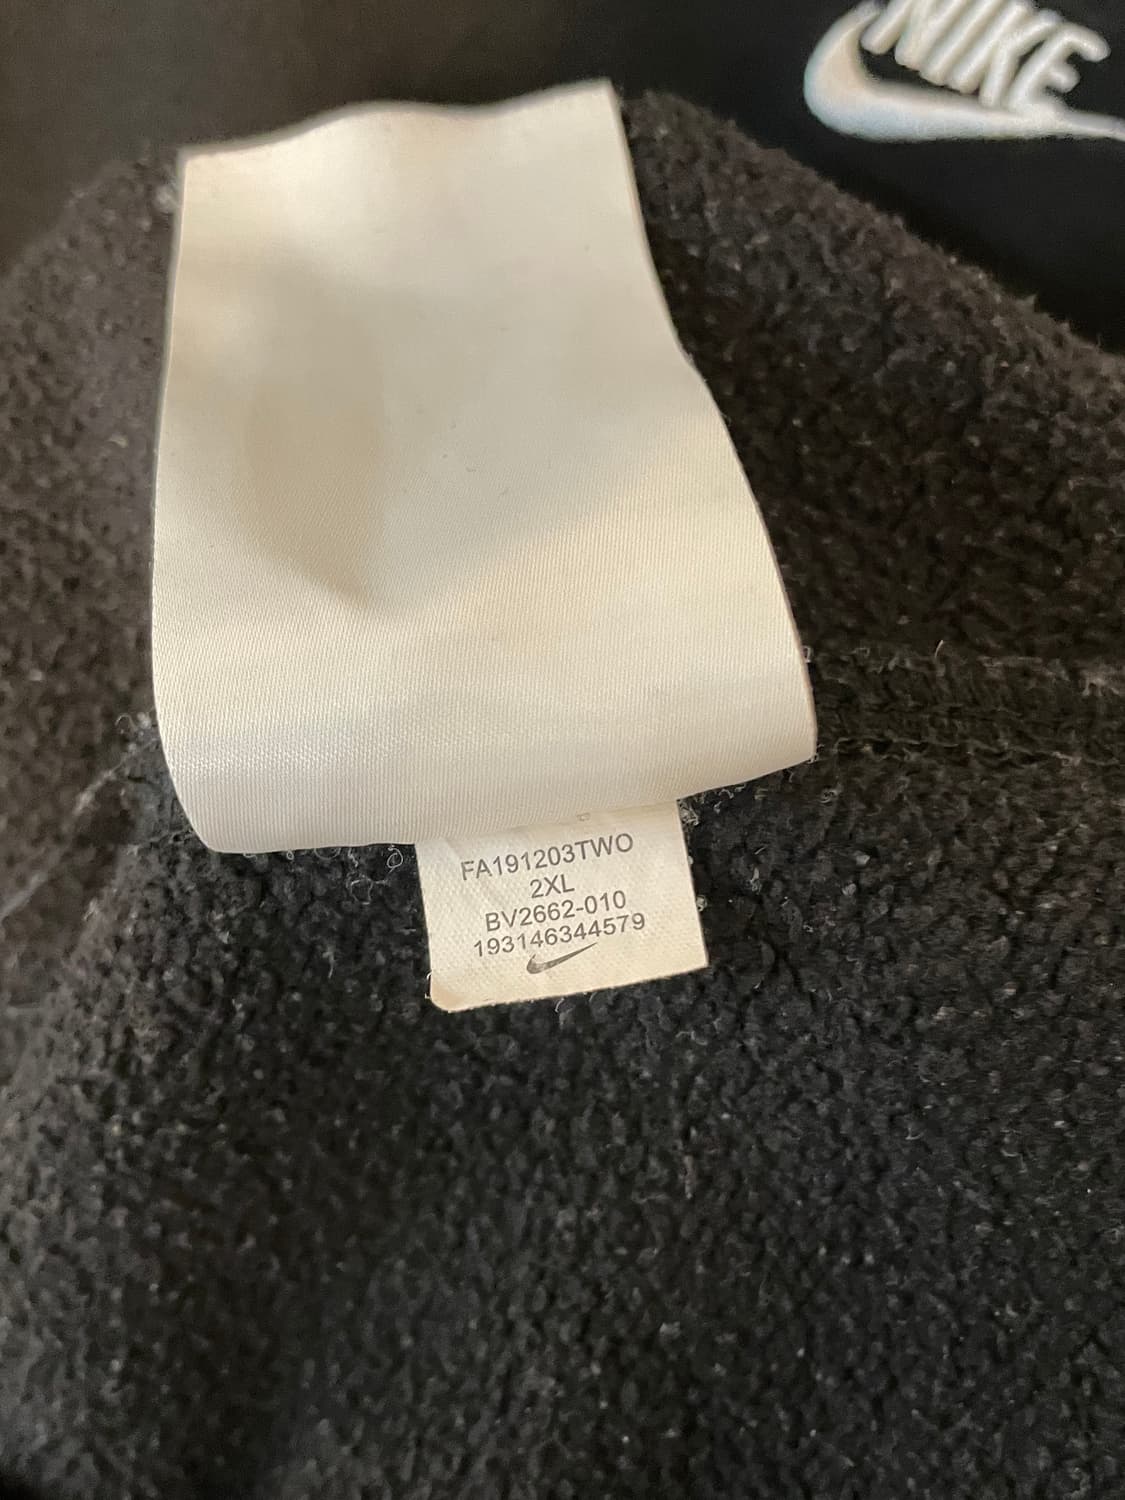 NIKE
FA191203TWO
2XL
BV2662-010
193146344579